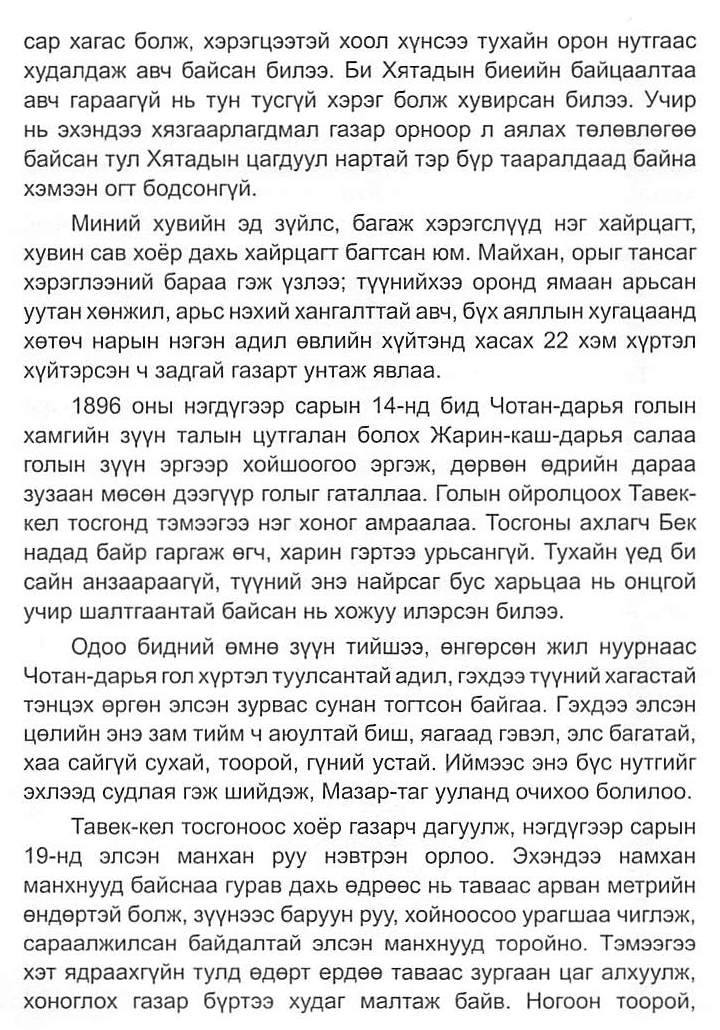 сар хагас болж, хэрэгцээтэй хоол хүнсээ тухайн орон нутгаас
худалдаж авч байсан билээ. Би Хятадын биеийн байцаалтаа
авч гараагүй нь тун тусгүй хэрэг болж хувирсан билээ. Учир
нь эхэндээ хязгаарлагдмал газар орноор л аялах төлөвлөгөө
байсан тул Хятадын цагдуул нартай тэр бүр тааралдаад байна
хэмээн огт бодсонгүй.
Миний хувийн эд зүйлс, багаж хэрэгслүүд нэг хайрцагт,
хувин сав хоёр дахь хайрцагт багтсан юм. Майхан, орыг тансаг
хэрэглээний бараа гэж үзлээ; түүнийхээ оронд ямаан арьсан
уутан хөнжил, арьс нэхий хангалттай авч, бүх аяллын хугацаанд
хөтөч нарын нэгэн адил өвлийн хүйтэнд хасах 22 хэм хүртэл
хүйтэрсэн ч задгай газарт унтаж явлаа.
1896 оны нэгдүгээр сарын 14-нд бид Чотан-дарья голын
хамгийн зүүн талын цутгалан болох Жарин-каш-дарья салаа
голын зүүн эргээр хойшоогоо эргэж, дөрвөн өдрийн дараа
зузаан мөсөн дээгүүр голыг гаталлаа. Голын ойролцоох Тавек-
кел тосгонд тэмээгээ нэг хоног амраалаа. Тосгоны ахлагч Бек
надад байр гаргаж өгч, харин гэртээ урьсангүй. Тухайн үед би
сайн анзаараагүй, түүний энэ найрсаг бус харьцаа нь онцгой
учир шалтгаантай байсан нь хожуу илэрсэн билээ.
Одоо бидний өмнө зүүн тийшээ, өнгөрсөн жил нуурнаас
Чотан-дарья гол хүртэл туулсантай адил, гэхдээ түүний хагастай
тэнцэх өргөн элсэн зурвас сунан тогтсон байгаа. Гэхдээ элсэн
цөлийн энэ зам тийм ч аюултай биш, яагаад гэвэл, элс багатай,
хаа сайгүй сухай, тоорой, гүний устай. Иймээс энэ бүс нутгийг
эхлээд судлая гэж шийдэж, Мазар-таг ууланд очихоо болилоо.
Тавек-кел тосгоноос хоёр газарч дагуулж, нэгдүгээр сарын
19-нд элсэн манхан руу нэвтрэн орлоо. Эхэндээ намхан
манхнууд байснаа гурав дахь өдрөөс нь таваас арван метрийн
өндөртэй болж, зүүнээс баруун руу, хойноосоо урагшаа чиглэж,
сараалжилсан байдалтай элсэн манхнууд торойно. Тэмээгээ
хэт ядраахгүйн тулд өдөрт ердөө таваас зургаан цаг алхуулж,
хоноглох газар бүртээ худаг малтаж байв. Ногоон тоорой,